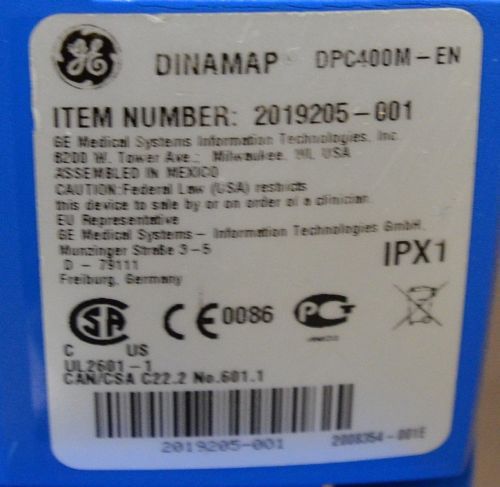 GE DINAMAP DPC400M-EN
ITEM NUMBER: 2019205-001
GE Medical Systems Information Technologies, Inc.
8200 W. Tower Ave.; Milwaukee, WI, USA
ASSEMBLED IN MEXICO
CAUTION:Federal Law (USA) restricts
this device to sale by or on order of a clinician.
EU Representative
GE Medical Systems - Information Technologies GmbH,
Munzinger Straße 3-5
D - 79111
Freiburg, Germany
IPX1
CSA
C US
CE 0086
UL2601-1
CAN/CSA C22.2 No.601.1
2019205-001
2009354-001E